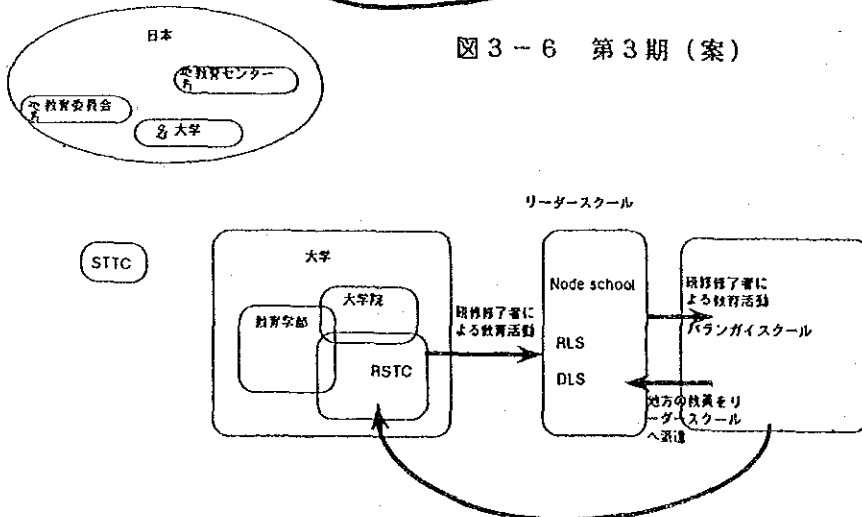 日本
図3-6 第3期(案)
教育センター
教育委員会
大学
リーダースクール
STTC
大学
大学院
教育学部
RSTC
研修修了者に
よる教育活動
Node school
RLS
DLS
研修修了者に
よる教育活動
バランガイスクール
地方の教員をリ
ーダースクール
へ派遣